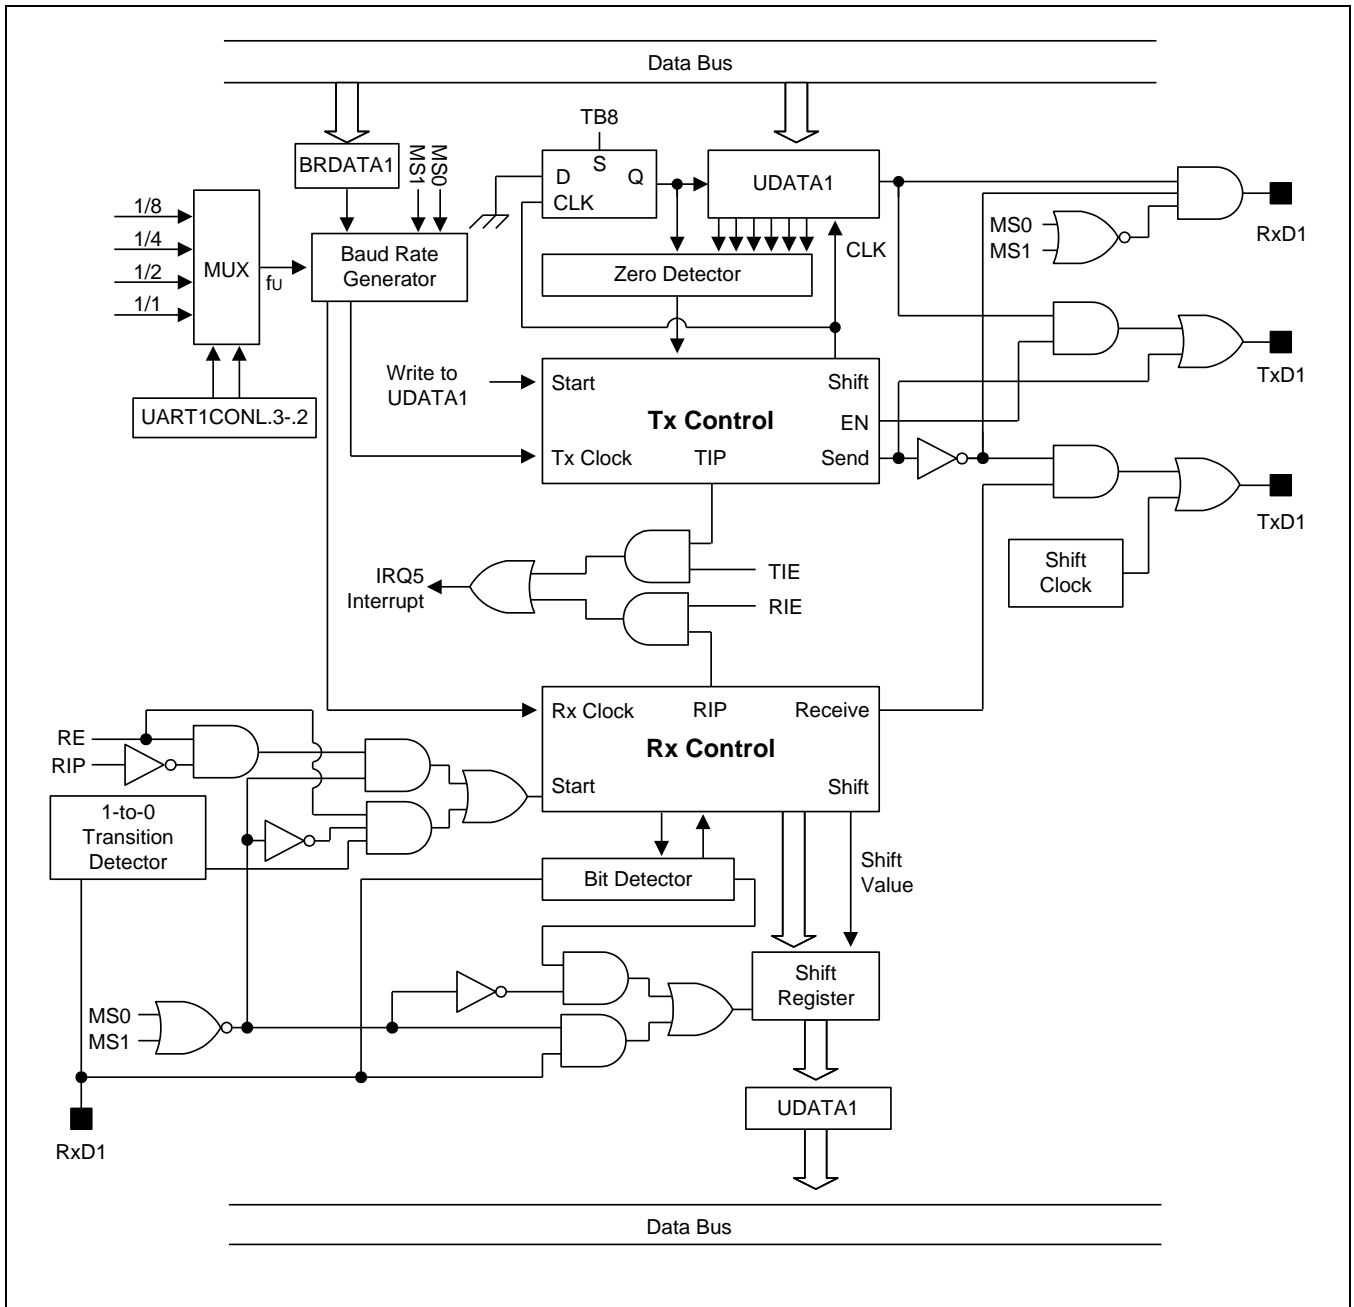 Data Bus
TB8
BRDATA1
MS1
MS0
D
S
Q
CLK
UDATA1
1/8
1/4
1/2
1/1
MUX
fU
Baud Rate
Generator
Zero Detector
CLK
MS0
MS1
RxD1
UART1CONL.3-.2
Write to
UDATA1
Start
Shift
Tx Control
EN
Tx Clock
TIP
Send
TxD1
TxD1
Shift
Clock
IRQ5
Interrupt
TIE
RIE
Rx Clock
RIP
Receive
Rx Control
Start
Shift
RE
RIP
1-to-0
Transition
Detector
Bit Detector
Shift
Value
Shift
Register
MS0
MS1
UDATA1
RxD1
Data Bus